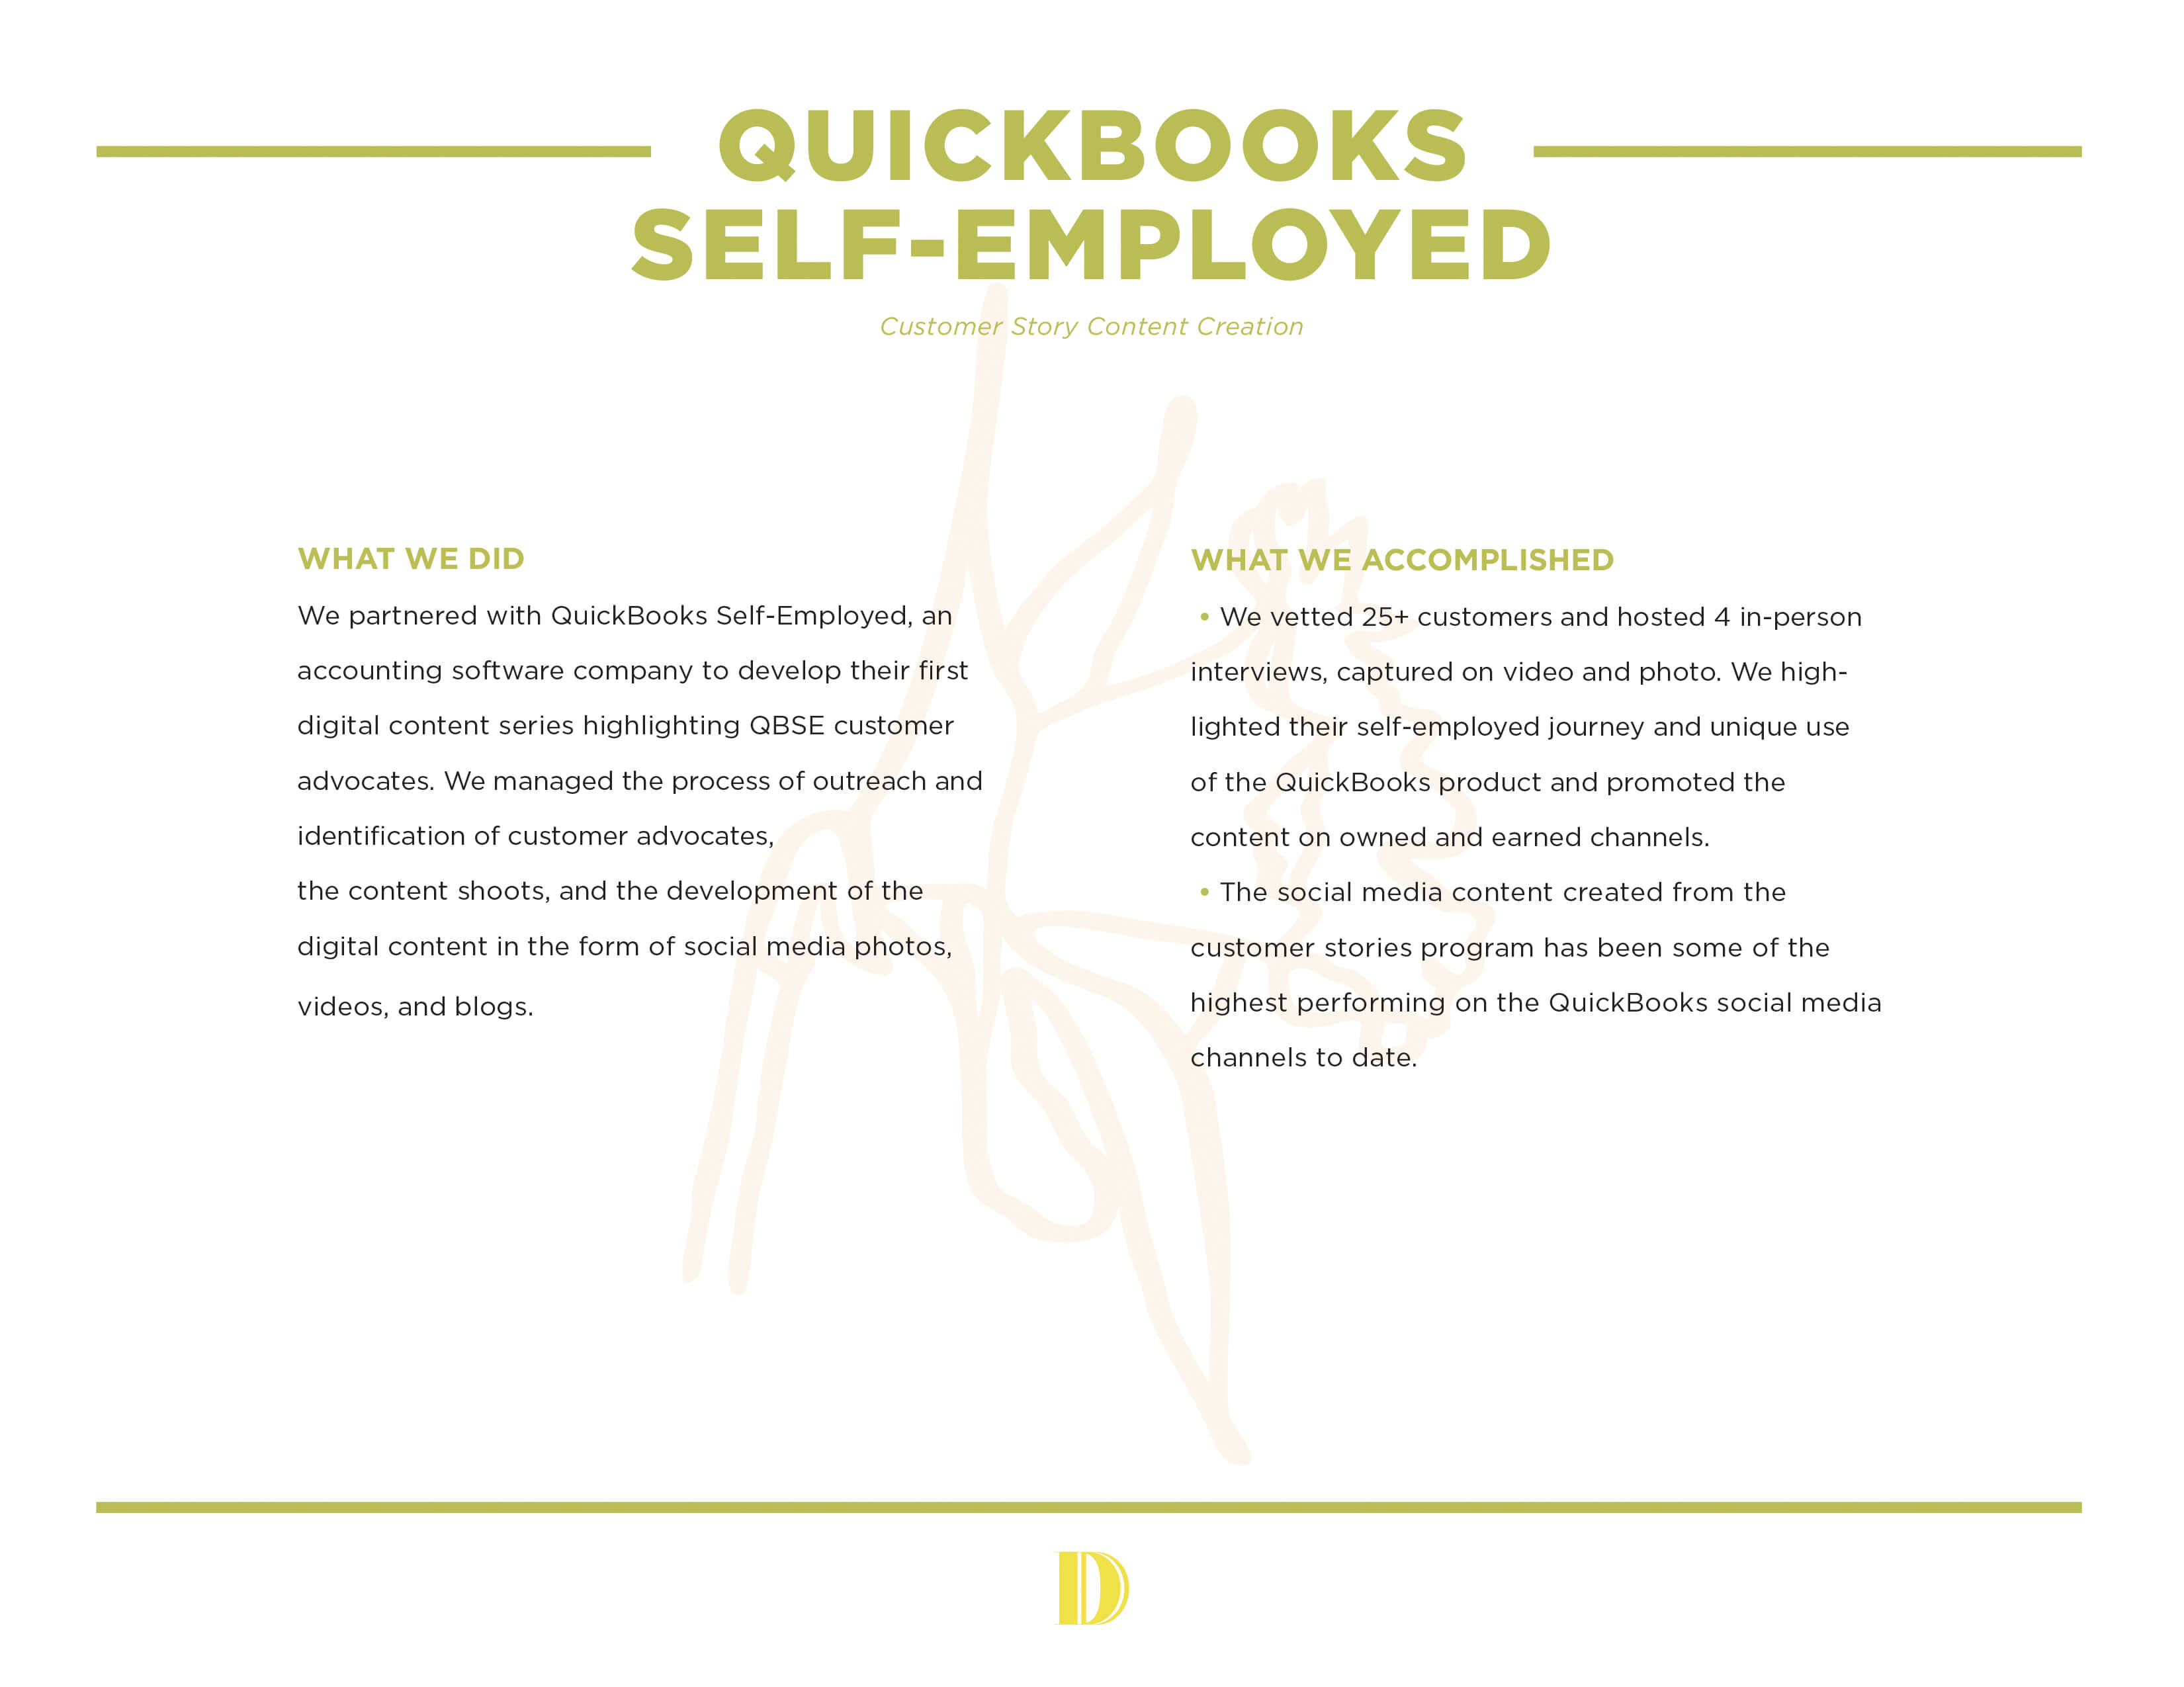 QUICKBOOKS
SELF-EMPLOYED
Customer Story Content Creation
WHAT WE DID
We partnered with QuickBooks Self-Employed, an
accounting software company to develop their first
digital content series highlighting QBSE customer
advocates. We managed the process of outreach and
identification of customer advocates,
the content shoots, and the development of the
digital content in the form of social media photos,
videos, and blogs.
WHAT WE ACCOMPLISHED
• We vetted 25+ customers and hosted 4 in-person
interviews, captured on video and photo. We high-
lighted their self-employed journey and unique use
of the QuickBooks product and promoted the
content on owned and earned channels.
• The social media content created from the
customer stories program has been some of the
highest performing on the QuickBooks social media
channels to date.
D